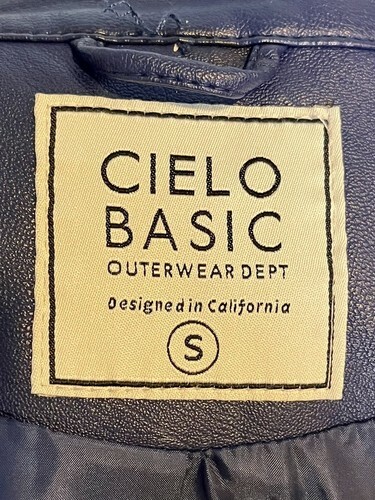 CIELO
BASIC
OUTERWEAR DEPT
Designed in California
S